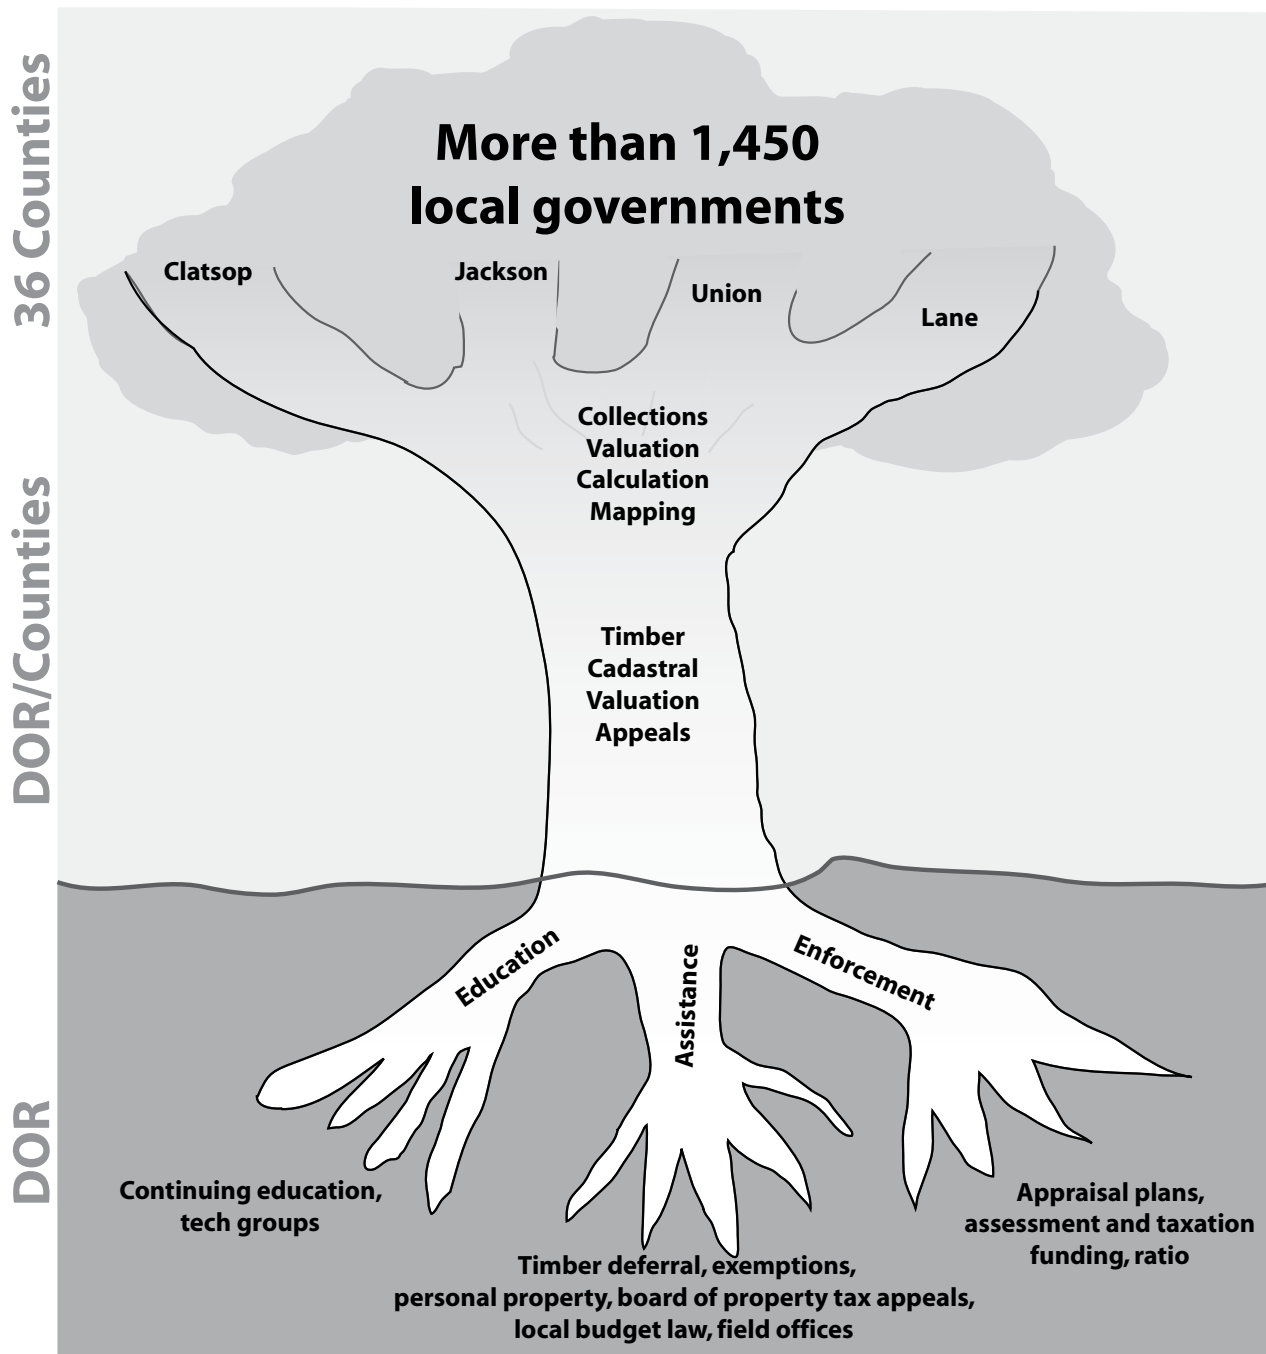 36 Counties
More than 1,450
local governments
Clatsop
Jackson
Union
Lane
DOR/Counties
Collections
Valuation
Calculation
Mapping
Timber
Cadastral
Valuation
Appeals
DOR
Education
Assistance
Enforcement
Continuing education,
tech groups
Timber deferral, exemptions,
personal property, board of property tax appeals,
local budget law, field offices
Appraisal plans,
assessment and taxation
funding, ratio